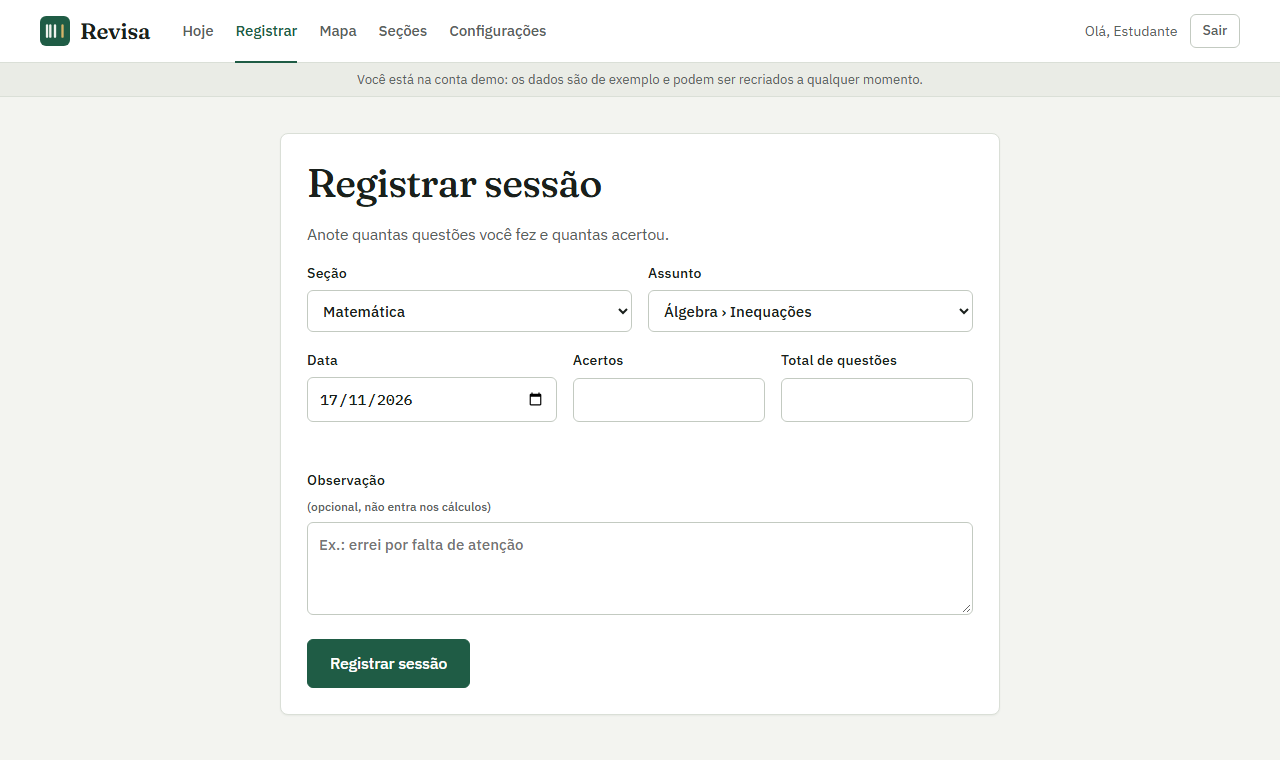 Revisa
Hoje
Registrar
Mapa
Seções
Configurações
Olá, Estudante
Sair
Você está na conta demo: os dados são de exemplo e podem ser recriados a qualquer momento.
Registrar sessão
Anote quantas questões você fez e quantas acertou.
Seção
Assunto
Matemática
Álgebra › Inequações
Data
Acertos
Total de questões
17/11/2026
Observação
(opcional, não entra nos cálculos)
Ex.: errei por falta de atenção
Registrar sessão